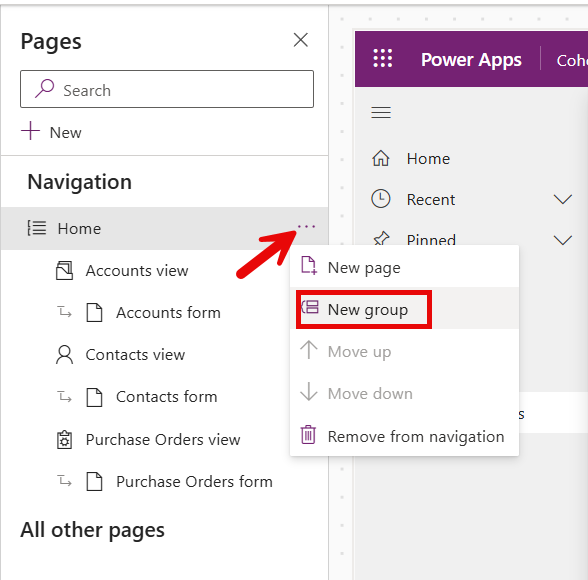 Pages
Search
New
Navigation
Home
Accounts view
Accounts form
Contacts view
Contacts form
Purchase Orders view
Purchase Orders form
All other pages
Power Apps
Coh
Home
Recent
Pinned
New page
New group
Move up
Move down
s
Remove from navigation